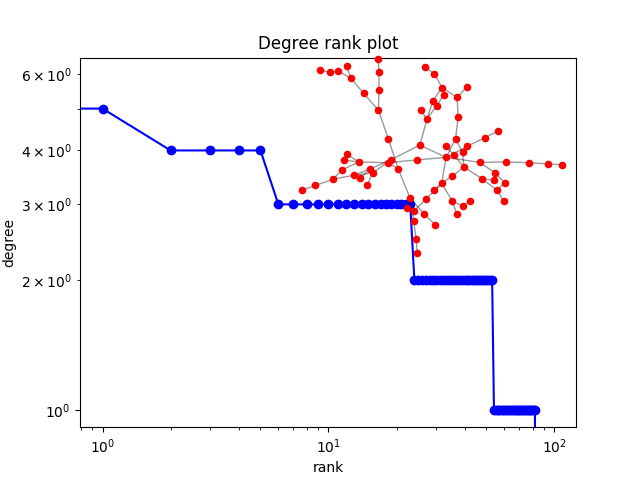 Degree rank plot
6 × 10⁰
4 × 10⁰
3 × 10⁰
2 × 10⁰
10⁰
degree
10⁰ 10¹ 10²
rank